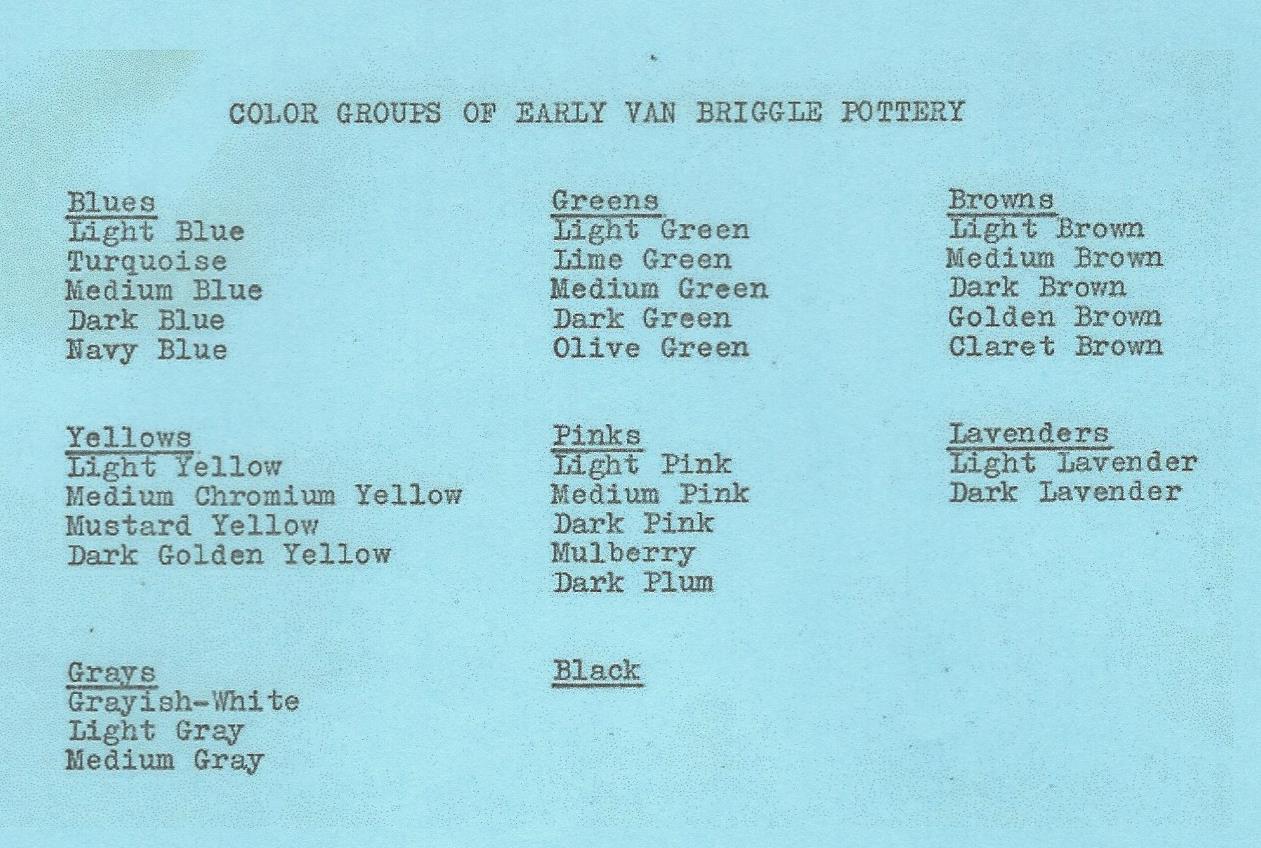 COLOR GROUPS OF EARLY VAN BRIGGLE POTTERY
Blues
Light Blue
Turquoise
Medium Blue
Dark Blue
Navy Blue
Greens
Light Green
Lime Green
Medium Green
Dark Green
Olive Green
Browns
Light Brown
Medium Brown
Dark Brown
Golden Brown
Claret Brown
Yellows
Light Yellow
Medium Chromium Yellow
Mustard Yellow
Dark Golden Yellow
Pinks
Light Pink
Medium Pink
Dark Pink
Mulberry
Dark Plum
Lavenders
Light Lavender
Dark Lavender
Grays
Grayish-White
Light Gray
Medium Gray
Black